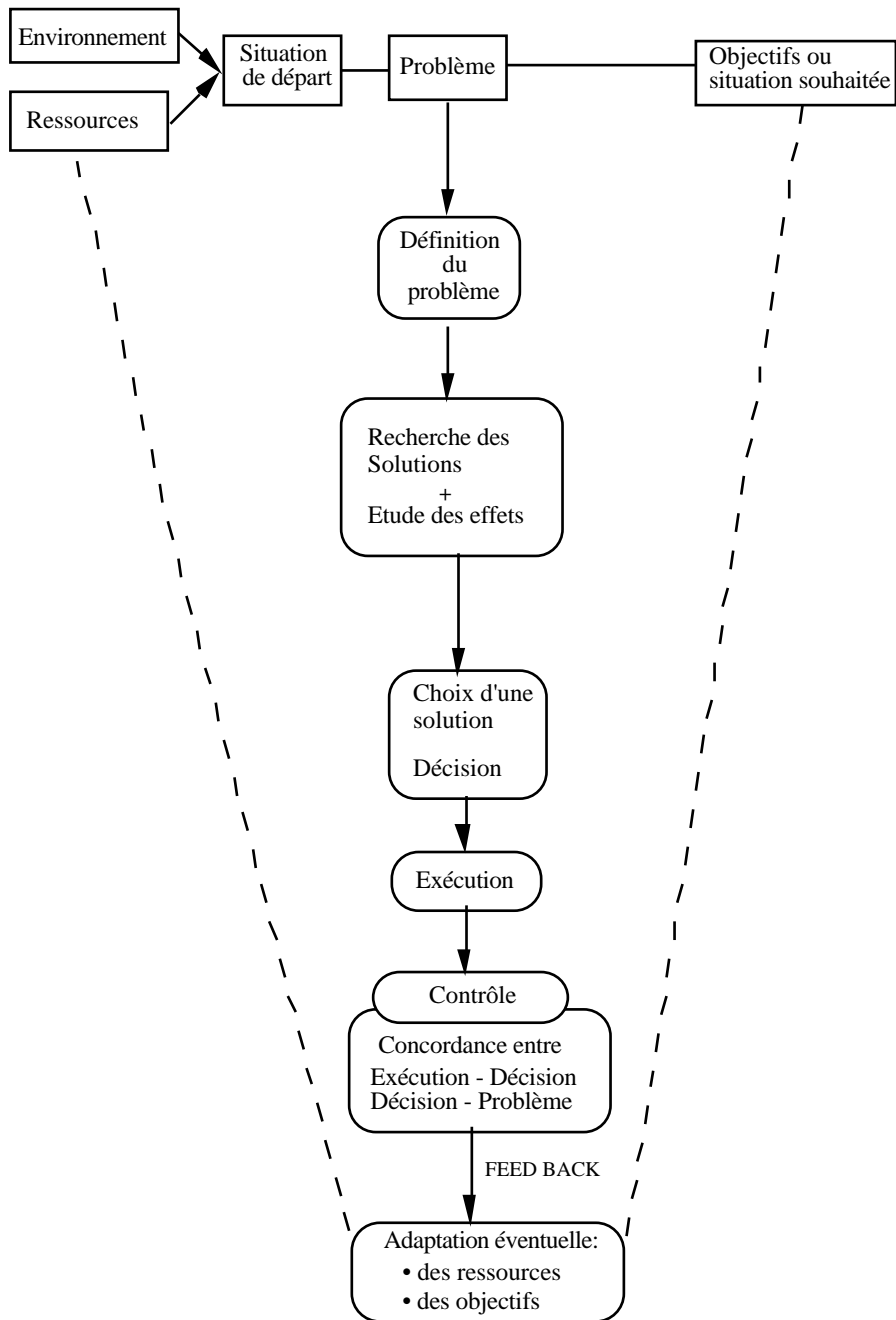 Environnement
Ressources
Situation
de départ
Problème
Objectifs ou
situation souhaitée
Définition
du
problème
Recherche des
Solutions
+
Etude des effets
Choix d'une
solution
Décision
Exécution
Contrôle
Concordance entre
Exécution - Décision
Décision - Problème
FEED BACK
Adaptation éventuelle:
• des ressources
• des objectifs